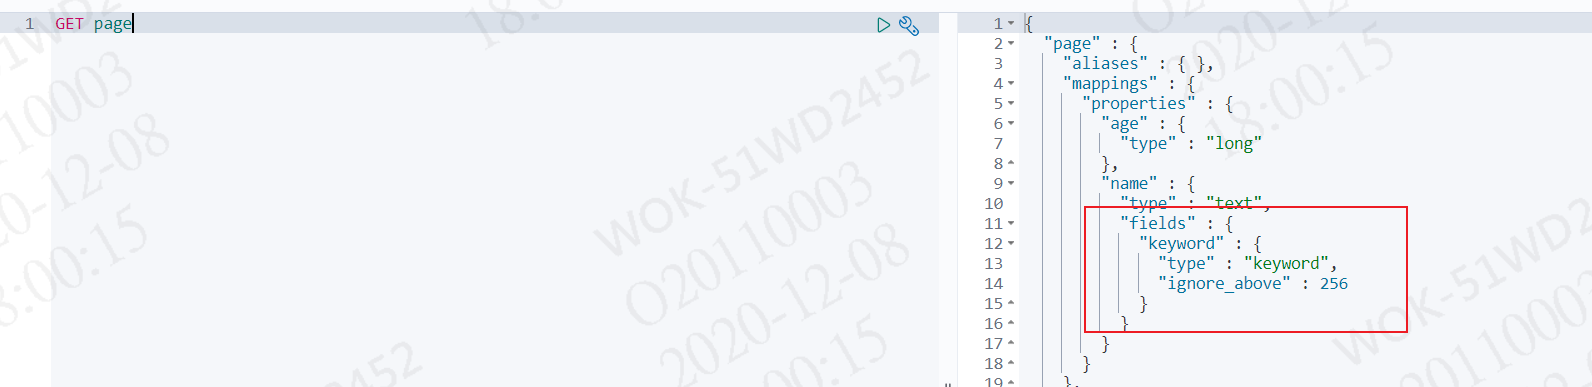 1 GET page
1 {
2 "page" : {
3 "aliases" : { },
4 "mappings" : {
5 "properties" : {
6 "age" : {
7 "type" : "long"
8 },
9 "name" : {
10 "type" : "text",
11 "fields" : {
12 "keyword" : {
13 "type" : "keyword",
14 "ignore_above" : 256
15 }
16 }
17 }
18 }
19 },
WOK-51WD2452
O20110003
2020-12-08
18:00:15